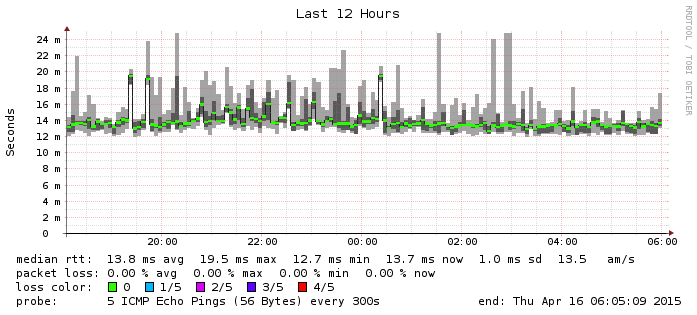 Last 12 Hours
RRDTOOL / TOBI OETIKER
Seconds
24 m
22 m
20 m
18 m
16 m
14 m
12 m
10 m
8 m
6 m
4 m
2 m
0
20:00 22:00 00:00 02:00 04:00 06:00
median rtt: 13.8 ms avg 19.5 ms max 12.7 ms min 13.7 ms now 1.0 ms sd 13.5 am/s
packet loss: 0.00 % avg 0.00 % max 0.00 % min 0.00 % now
loss color: 0 1/5 2/5 3/5 4/5
probe: 5 ICMP Echo Pings (56 Bytes) every 300s end: Thu Apr 16 06:05:09 2015